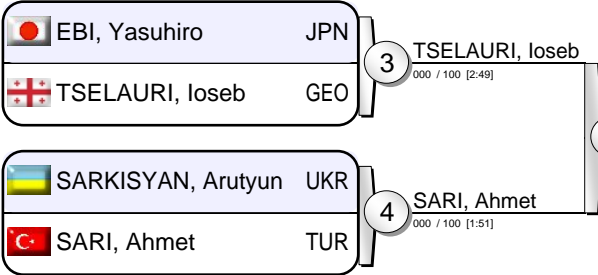 EBI, Yasuhiro JPN
TSELAURI, Ioseb GEO
3
TSELAURI, Ioseb
000 / 100 [2:49]
SARKISYAN, Arutyun UKR
SARI, Ahmet TUR
4
SARI, Ahmet
000 / 100 [1:51]